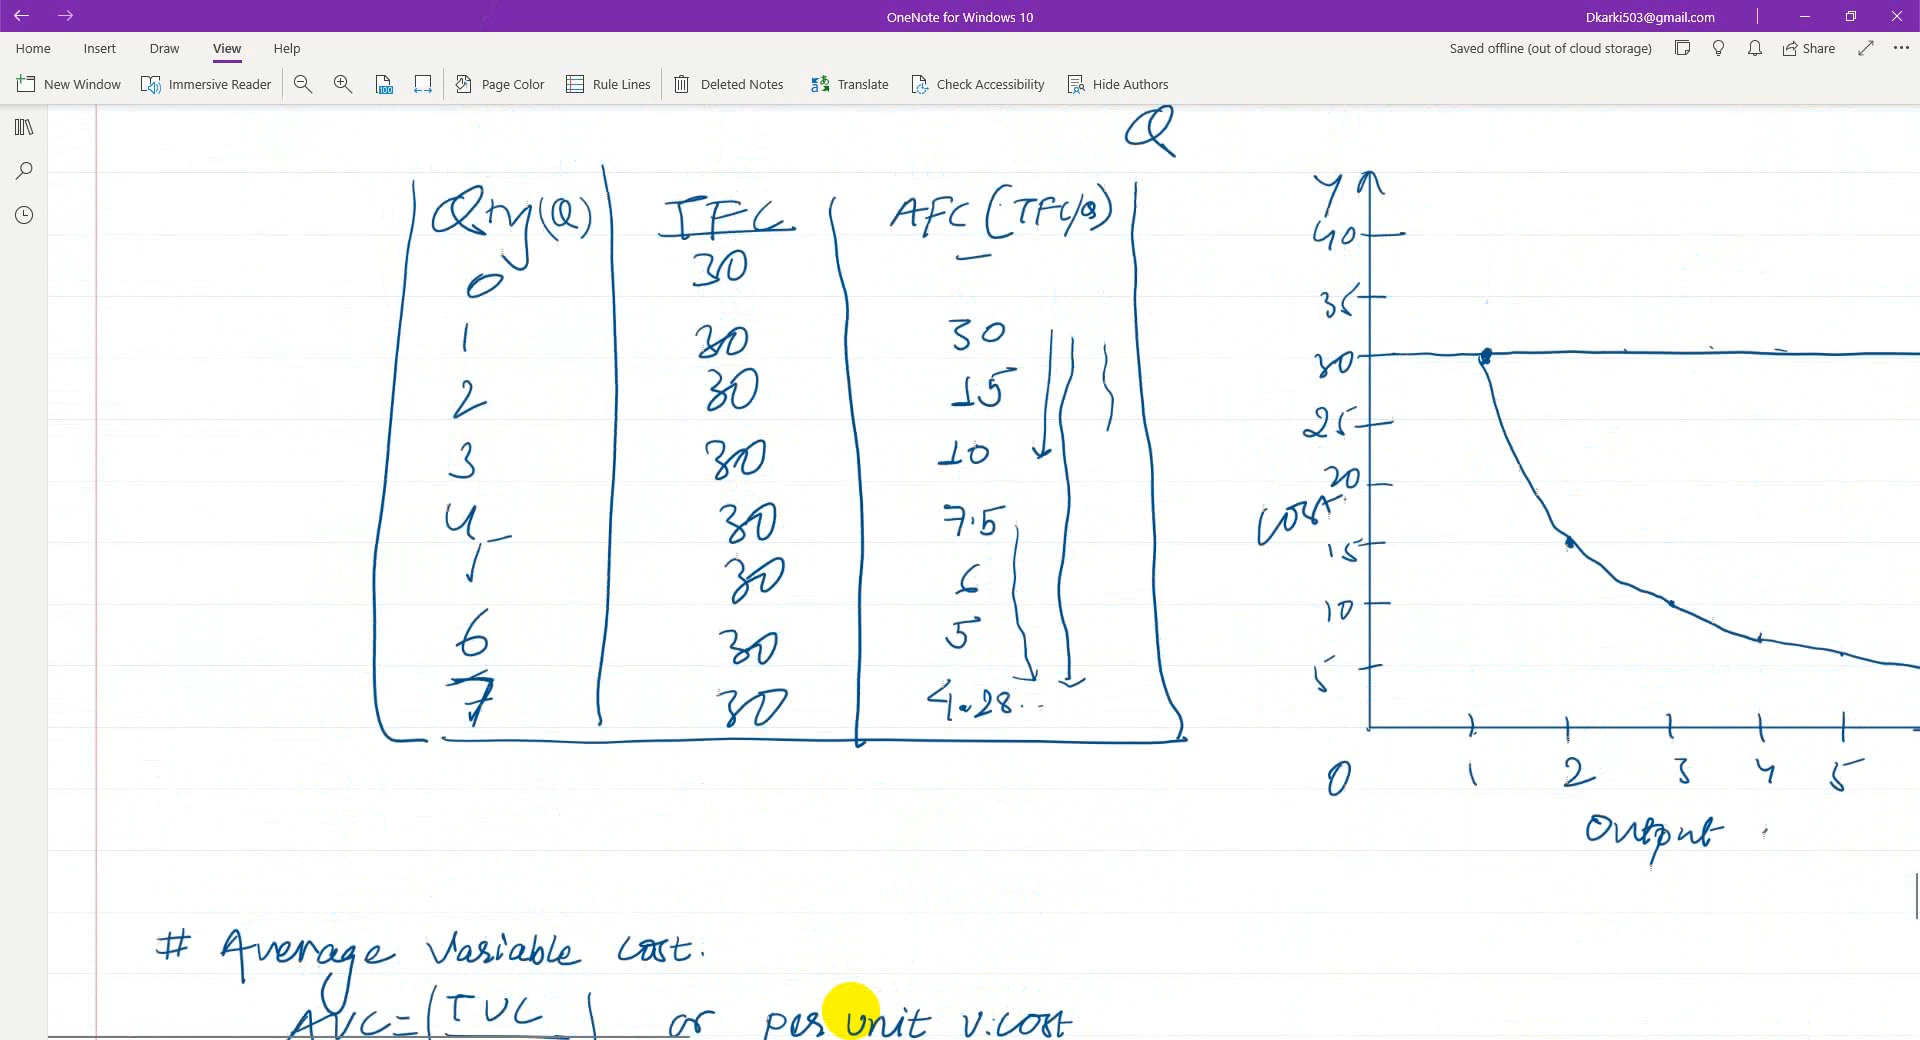 OneNote for Windows 10
Dkarki503@gmail.com
Home Insert Draw View Help
Saved offline (out of cloud storage) Share
New Window Immersive Reader 100 Page Color Rule Lines Deleted Notes Translate Check Accessibility Hide Authors
Q
Qty(Q) TFC AFC (TFC/Q)
0 30 –
1 30 30
2 30 15
3 30 10
4 30 7.5
5 30 6
6 30 5
7 30 4.28..
Y
40
35
30
25
20
Cost
15
10
5
0 1 2 3 4 5
Output
# Average Variable cost.
AVC=(TVC) or per unit v.cost